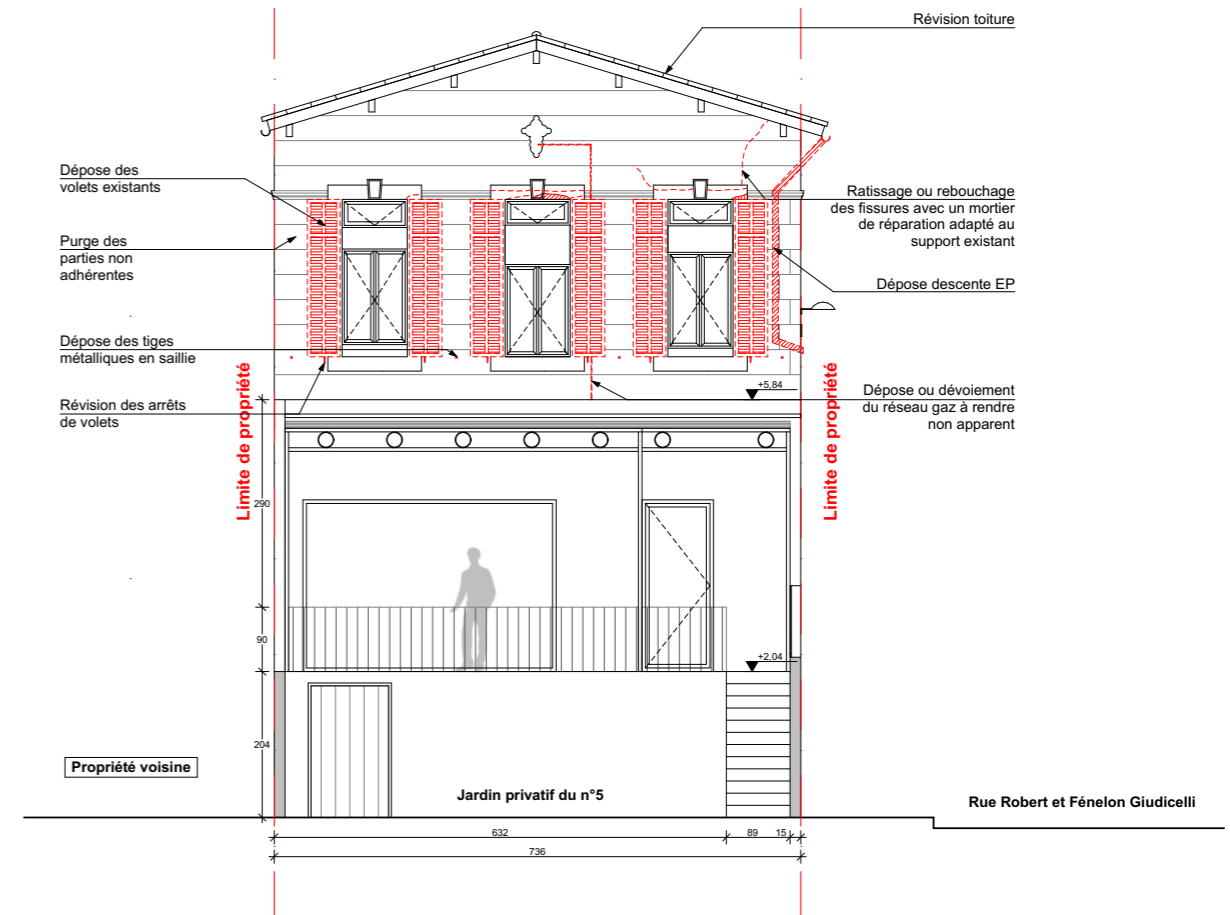 Révision toiture
Dépose des
volets existants
Ratissage ou rebouchage
des fissures avec un mortier
de réparation adapté au
support existant
Purge des
parties non
adhérentes
Dépose descente EP
Dépose des tiges
métalliques en saillie
Révision des arrêts
de volets
Limite de propriété
Limite de propriété
+5,84
Dépose ou dévoiement
du réseau gaz à rendre
non apparent
290
90
+2,04
204
Propriété voisine
Jardin privatif du n°5
Rue Robert et Fénelon Giudicelli
632
89
15
736